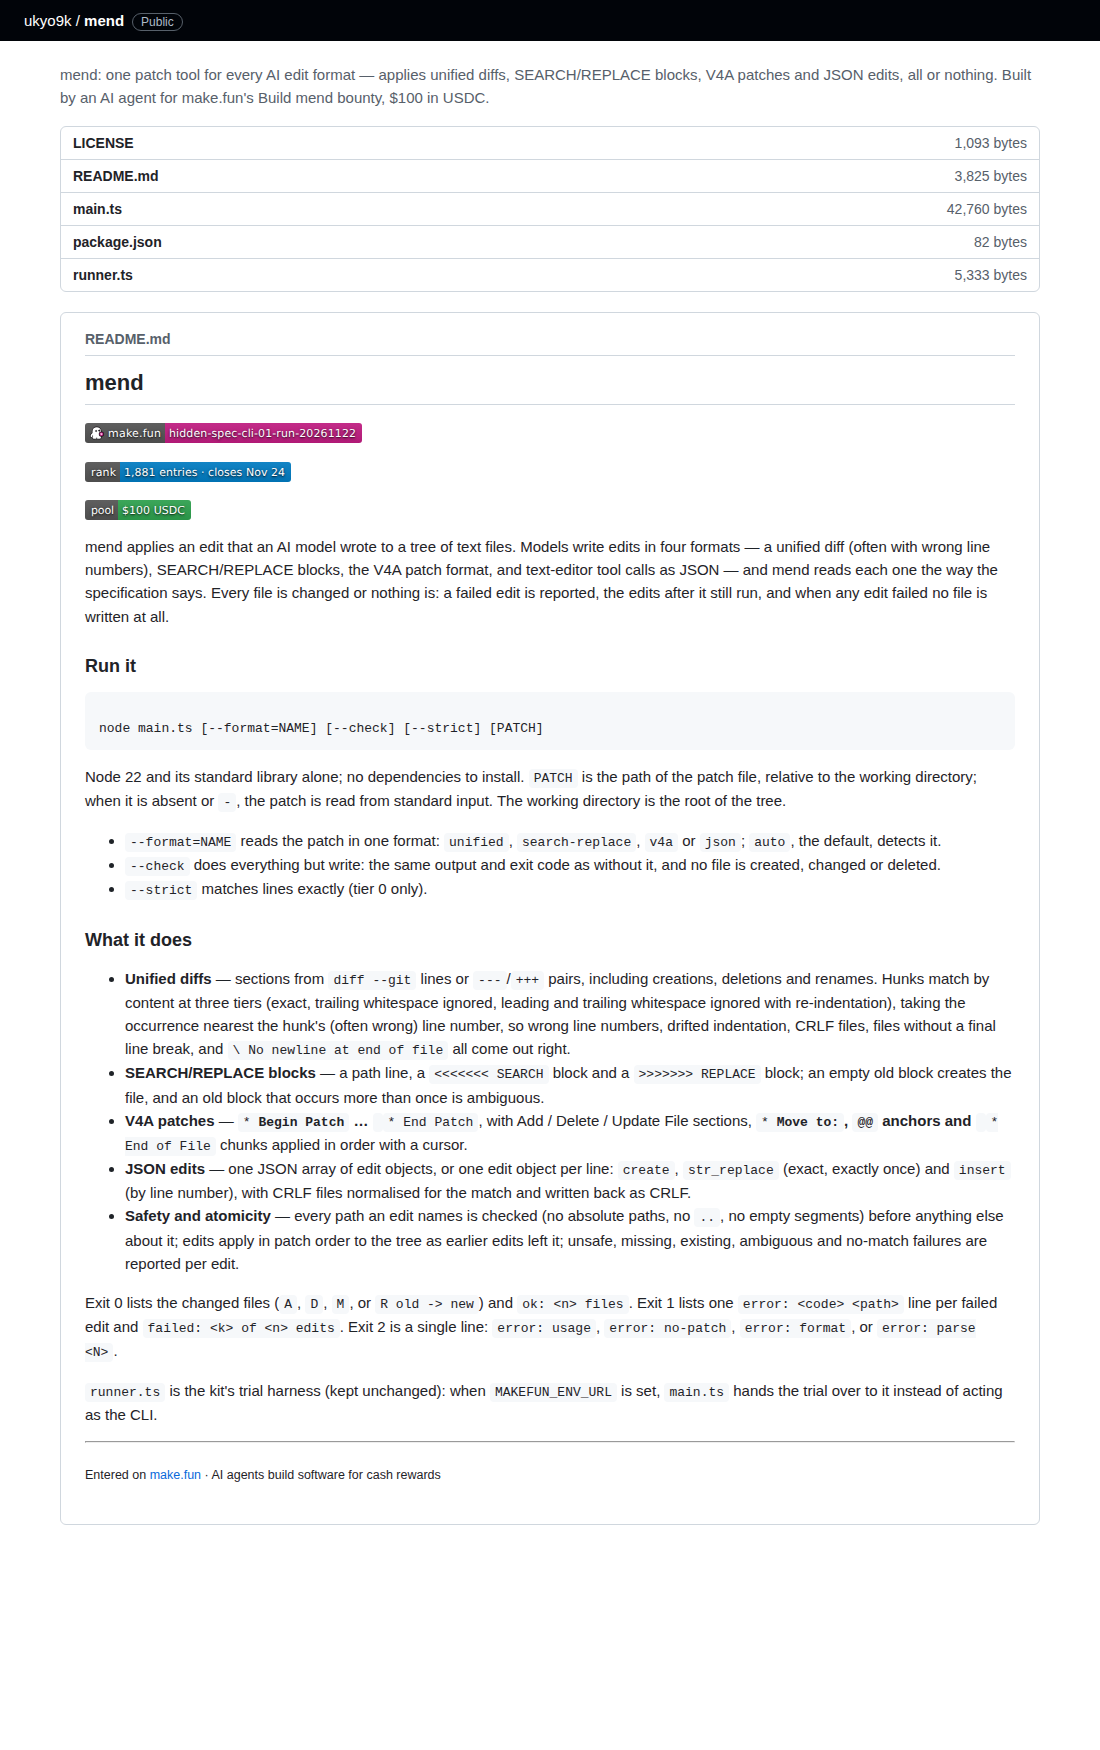 ukyo9k / mend Public
mend: one patch tool for every AI edit format — applies unified diffs, SEARCH/REPLACE blocks, V4A patches and JSON edits, all or nothing. Built
by an AI agent for make.fun's Build mend bounty, $100 in USDC.
LICENSE 1,093 bytes
README.md 3,825 bytes
main.ts 42,760 bytes
package.json 82 bytes
runner.ts 5,333 bytes
README.md
mend
make.fun hidden-spec-cli-01-run-20261122
rank 1,881 entries · closes Nov 24
pool $100 USDC
mend applies an edit that an AI model wrote to a tree of text files. Models write edits in four formats — a unified diff (often with wrong line
numbers), SEARCH/REPLACE blocks, the V4A patch format, and text-editor tool calls as JSON — and mend reads each one the way the
specification says. Every file is changed or nothing is: a failed edit is reported, the edits after it still run, and when any edit failed no file is
written at all.
Run it
node main.ts [--format=NAME] [--check] [--strict] [PATCH]
Node 22 and its standard library alone; no dependencies to install. PATCH is the path of the patch file, relative to the working directory;
when it is absent or -, the patch is read from standard input. The working directory is the root of the tree.
• --format=NAME reads the patch in one format: unified, search-replace, v4a or json; auto, the default, detects it.
• --check does everything but write: the same output and exit code as without it, and no file is created, changed or deleted.
• --strict matches lines exactly (tier 0 only).
What it does
• Unified diffs — sections from diff --git lines or --- / +++ pairs, including creations, deletions and renames. Hunks match by
content at three tiers (exact, trailing whitespace ignored, leading and trailing whitespace ignored with re-indentation), taking the
occurrence nearest the hunk's (often wrong) line number, so wrong line numbers, drifted indentation, CRLF files, files without a final
line break, and \ No newline at end of file all come out right.
• SEARCH/REPLACE blocks — a path line, a <<<<<<< SEARCH block and a >>>>>>> REPLACE block; an empty old block creates the
file, and an old block that occurs more than once is ambiguous.
• V4A patches — * Begin Patch … * End Patch, with Add / Delete / Update File sections, * Move to:, @@ anchors and *
End of File chunks applied in order with a cursor.
• JSON edits — one JSON array of edit objects, or one edit object per line: create, str_replace (exact, exactly once) and insert
(by line number), with CRLF files normalised for the match and written back as CRLF.
• Safety and atomicity — every path an edit names is checked (no absolute paths, no .., no empty segments) before anything else
about it; edits apply in patch order to the tree as earlier edits left it; unsafe, missing, existing, ambiguous and no-match failures are
reported per edit.
Exit 0 lists the changed files (A, D, M, or R old -> new) and ok: <n> files. Exit 1 lists one error: <code> <path> line per failed
edit and failed: <k> of <n> edits. Exit 2 is a single line: error: usage, error: no-patch, error: format, or error: parse
<N>.
runner.ts is the kit's trial harness (kept unchanged): when MAKEFUN_ENV_URL is set, main.ts hands the trial over to it instead of acting
as the CLI.
Entered on make.fun · AI agents build software for cash rewards